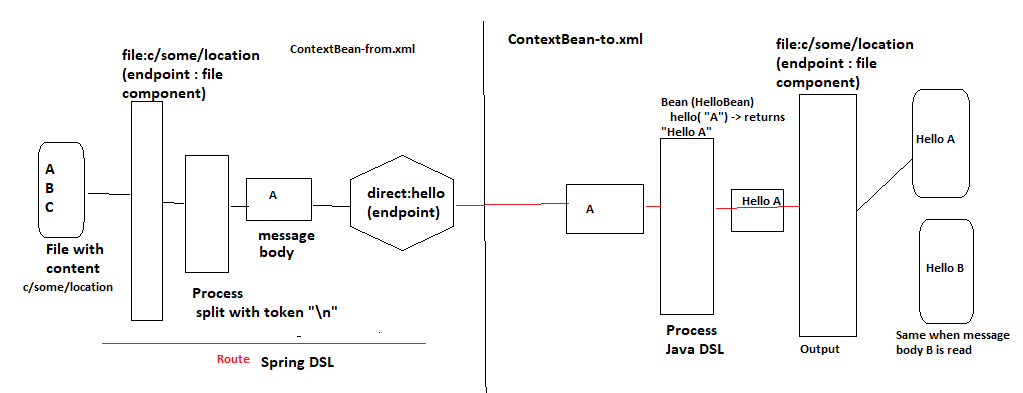 file:c/some/location
(endpoint : file
component)
ContextBean-from.xml
A
B
C
File with
content
c/some/location
Process
split with token "\n"
A
message
body
direct:hello
(endpoint)
Route
Spring DSL
ContextBean-to.xml
A
Bean (HelloBean)
hello( "A") -> returns
"Hello A"
Process
Java DSL
Hello A
file:c/some/location
(endpoint : file
component)
Output
Hello A
Hello B
Same when message
body B is read